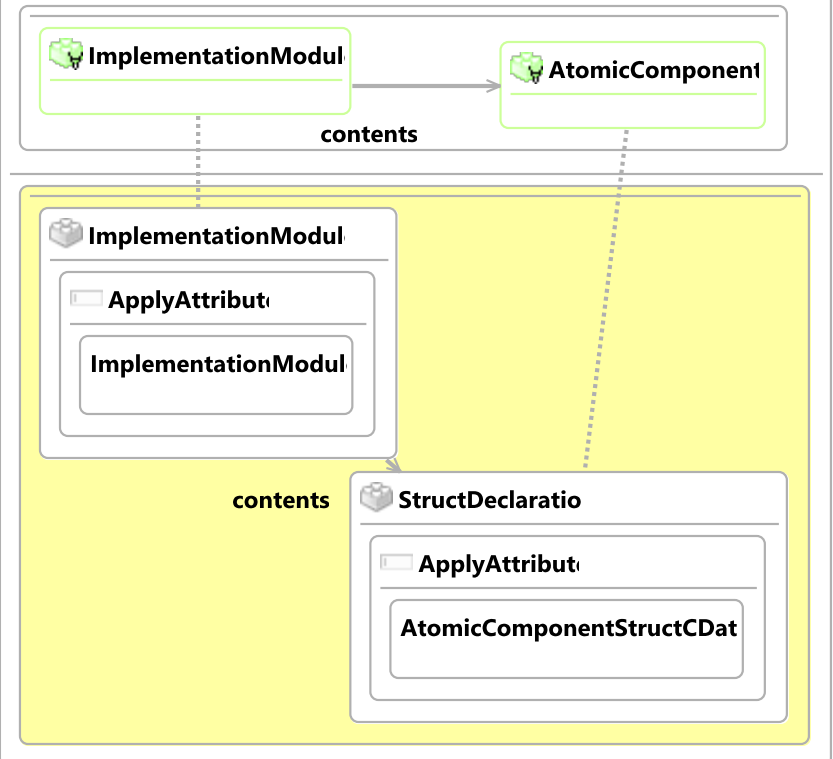 ImplementationModul
AtomicComponent
contents
ImplementationModul
ApplyAttribut
ImplementationModul
contents
StructDeclaratio
ApplyAttribut
AtomicComponentStructCDat